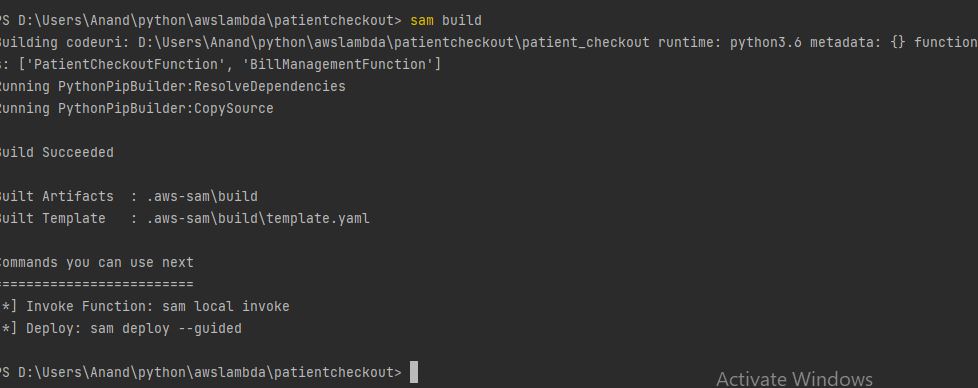 PS D:\Users\Anand\python\awslambda\patientcheckout> sam build
Building codeuri: D:\Users\Anand\python\awslambda\patientcheckout\patient_checkout runtime: python3.6 metadata: {} function
s: ['PatientCheckoutFunction', 'BillManagementFunction']
Running PythonPipBuilder:ResolveDependencies
Running PythonPipBuilder:CopySource
Build Succeeded
Built Artifacts  : .aws-sam\build
Built Template   : .aws-sam\build\template.yaml
Commands you can use next
=========================
[*] Invoke Function: sam local invoke
[*] Deploy: sam deploy --guided
PS D:\Users\Anand\python\awslambda\patientcheckout>
Activate Windows